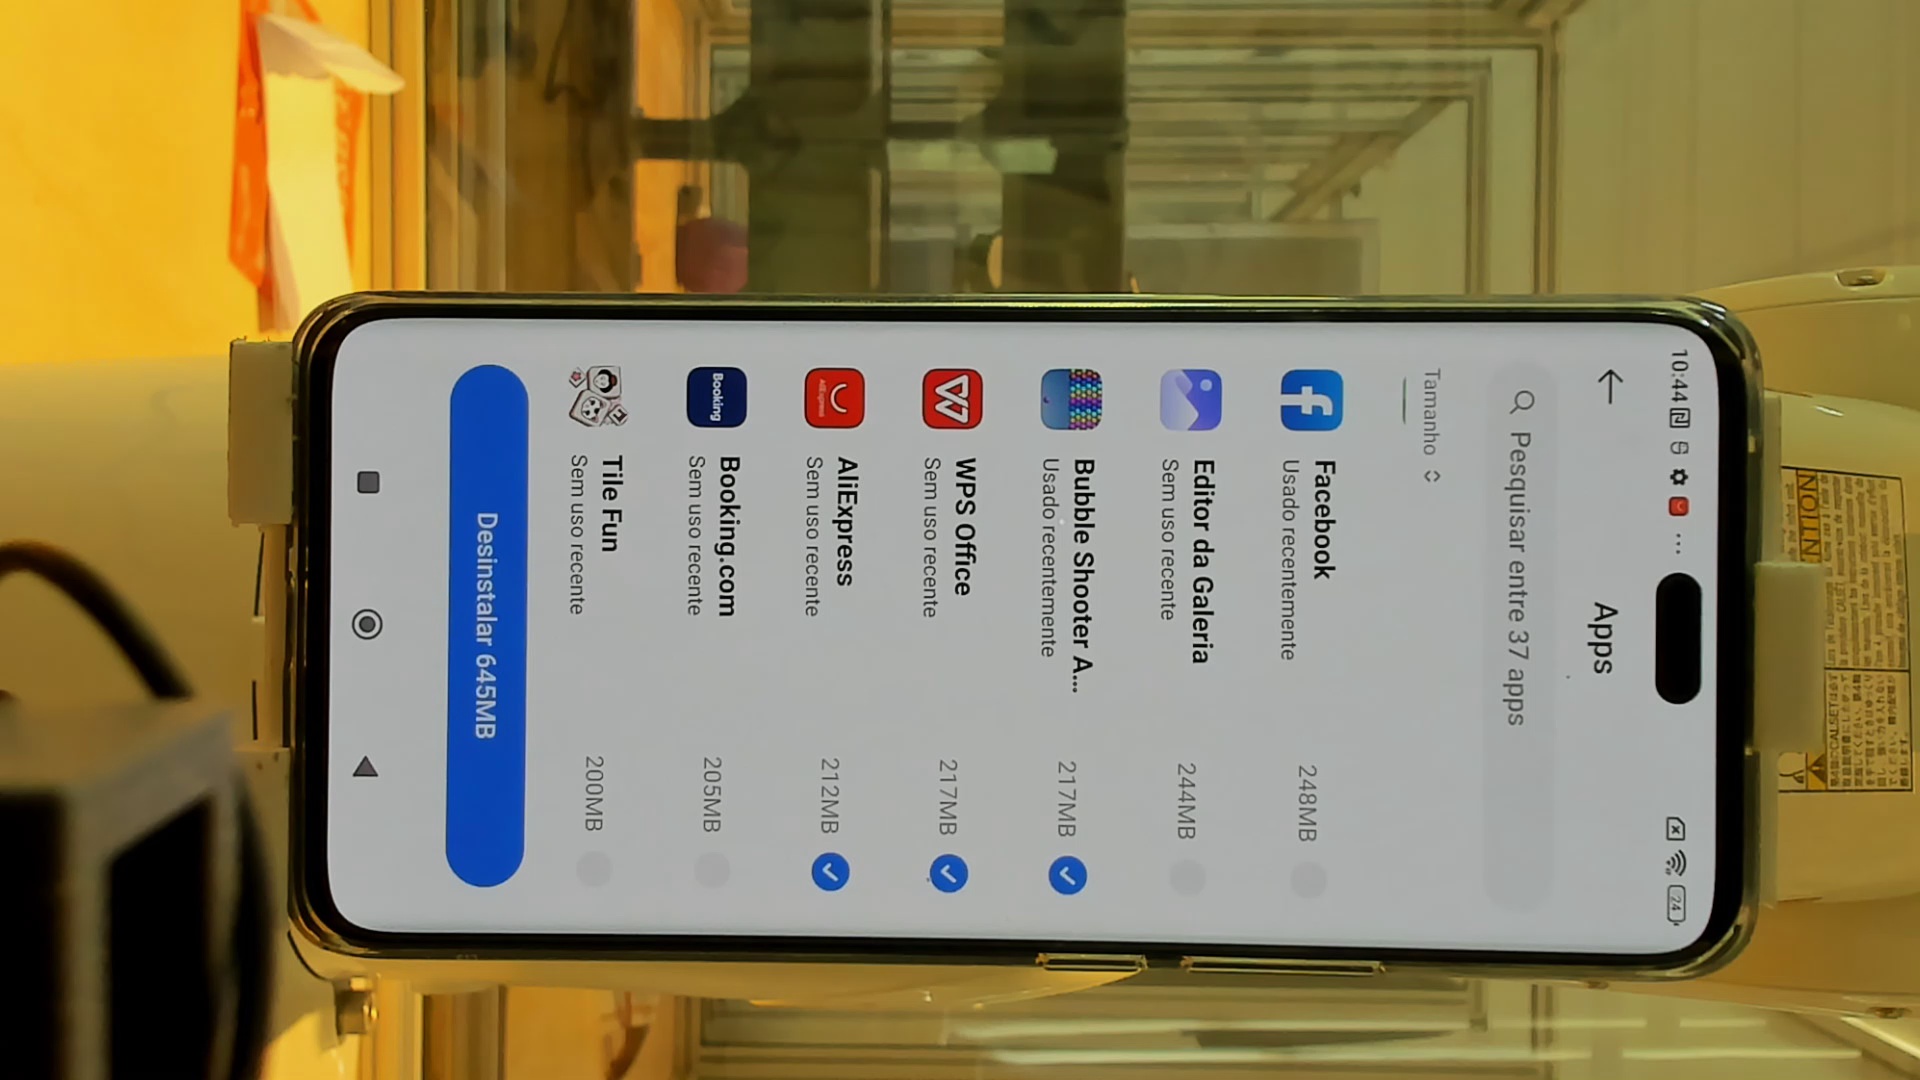 10:44
24
Apps
Pesquisar entre 37 apps
Tamanho
Facebook
Usado recentemente
248MB
Editor da Galeria
Sem uso recente
244MB
Bubble Shooter A...
Usado recentemente
217MB
WPS Office
Sem uso recente
217MB
AliExpress
AliExpress
Sem uso recente
212MB
Booking
Booking.com
Sem uso recente
205MB
Tile Fun
Sem uso recente
200MB
Desinstalar 645MB